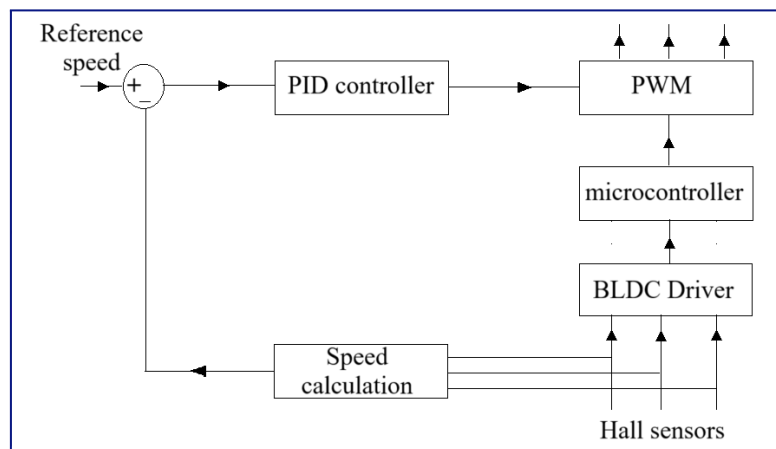 Reference
speed
+
−
PID controller
PWM
microcontroller
BLDC Driver
Speed
calculation
Hall sensors